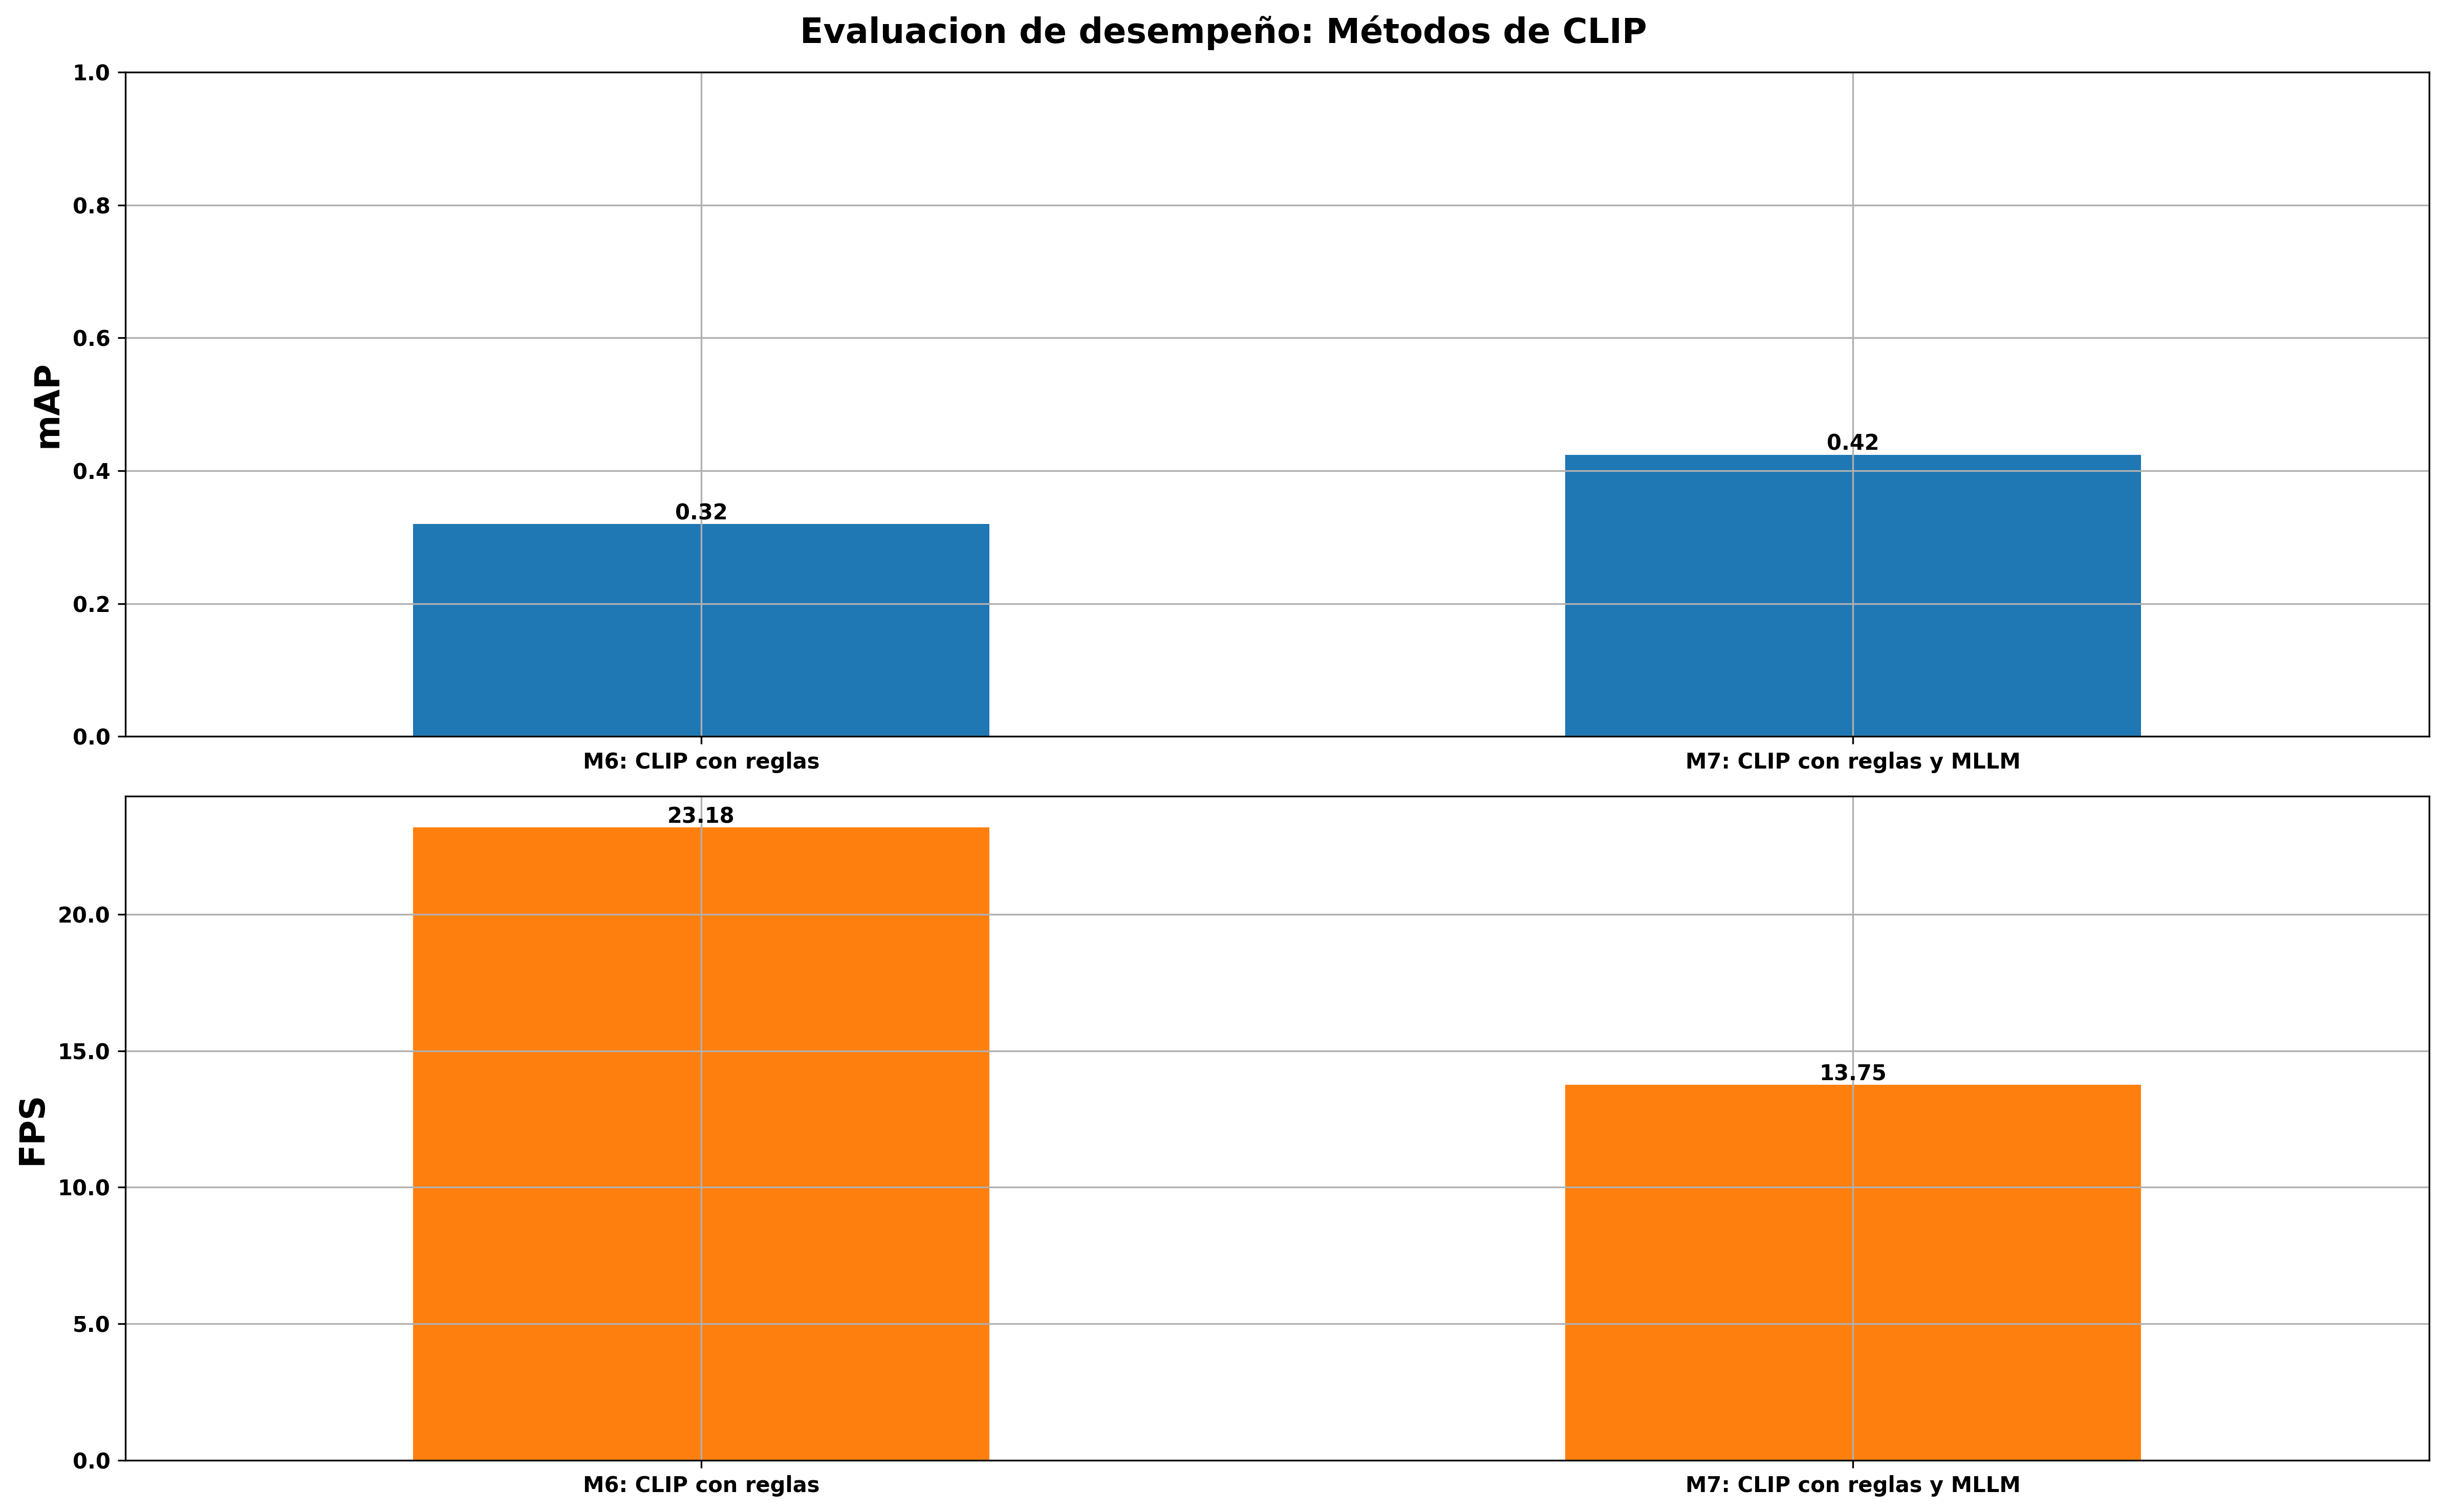 Evaluacion de desempeño: Métodos de CLIP
1.0
0.8
0.6
0.4
0.2
0.0
mAP
0.32
0.42
M6: CLIP con reglas
M7: CLIP con reglas y MLLM
20.0
15.0
10.0
5.0
0.0
FPS
23.18
13.75
M6: CLIP con reglas
M7: CLIP con reglas y MLLM